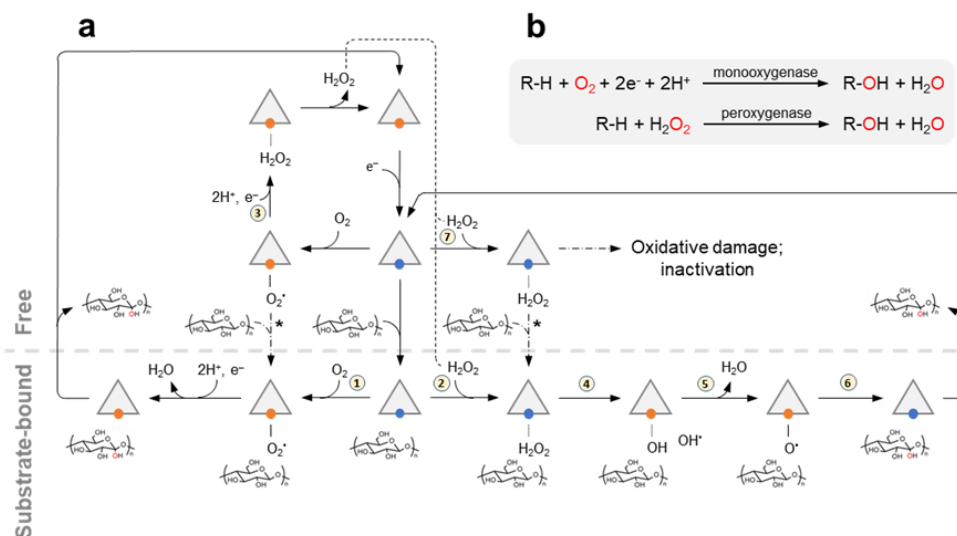 a
b
R-H + O₂ + 2e⁻ + 2H⁺ monooxygenase R-OH + H₂O
R-H + H₂O₂ peroxygenase R-OH + H₂O
H₂O₂
H₂O₂
2H⁺, e⁻
3
e⁻
O₂
H₂O₂
7
Oxidative damage;
inactivation
O₂•
H₂O₂
*
*
Free
Substrate-bound
H₂O
2H⁺, e⁻
O₂
1
2
H₂O₂
4
5
H₂O
6
O₂•
H₂O₂
OH
OH•
O•